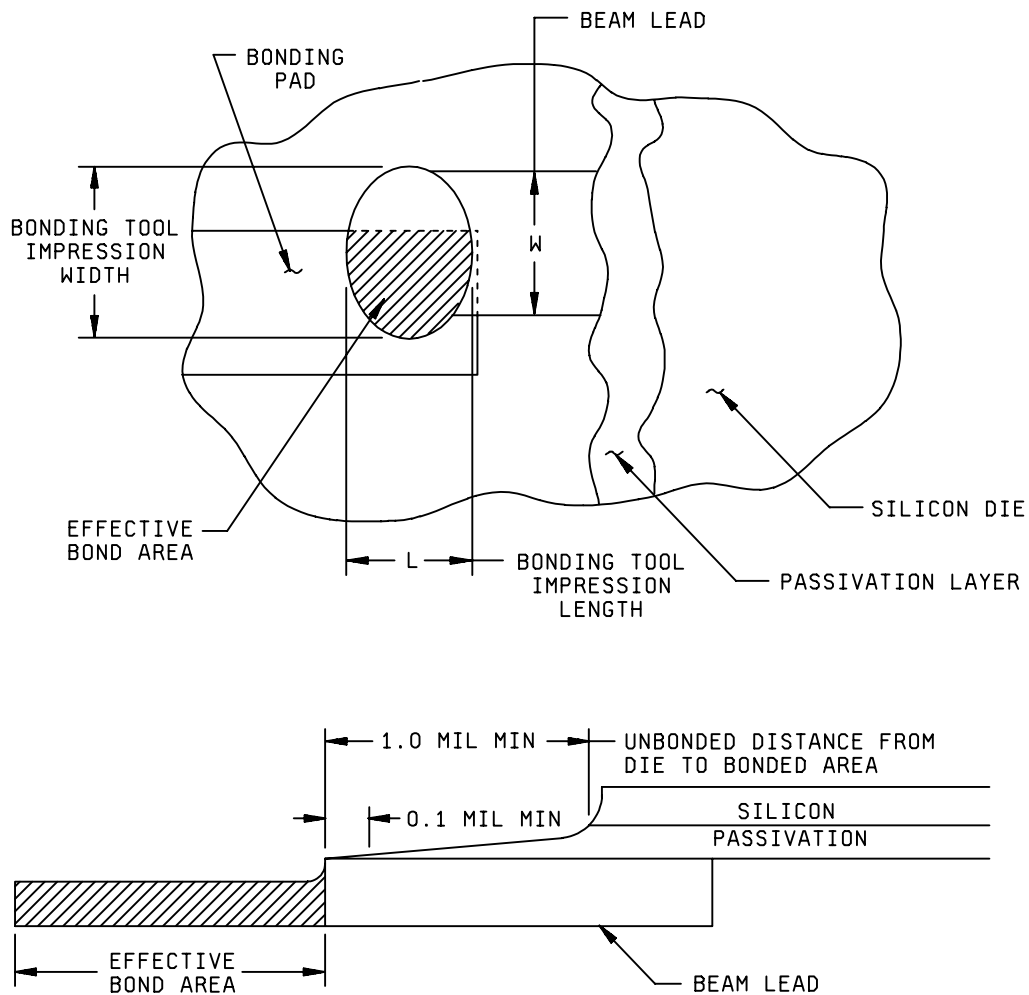 BEAM LEAD
BONDING
PAD
BONDING TOOL
IMPRESSION
WIDTH
W
EFFECTIVE
BOND AREA
L
BONDING TOOL
IMPRESSION
LENGTH
SILICON DIE
PASSIVATION LAYER
1.0 MIL MIN
UNBONDED DISTANCE FROM
DIE TO BONDED AREA
0.1 MIL MIN
SILICON
PASSIVATION
EFFECTIVE
BOND AREA
BEAM LEAD